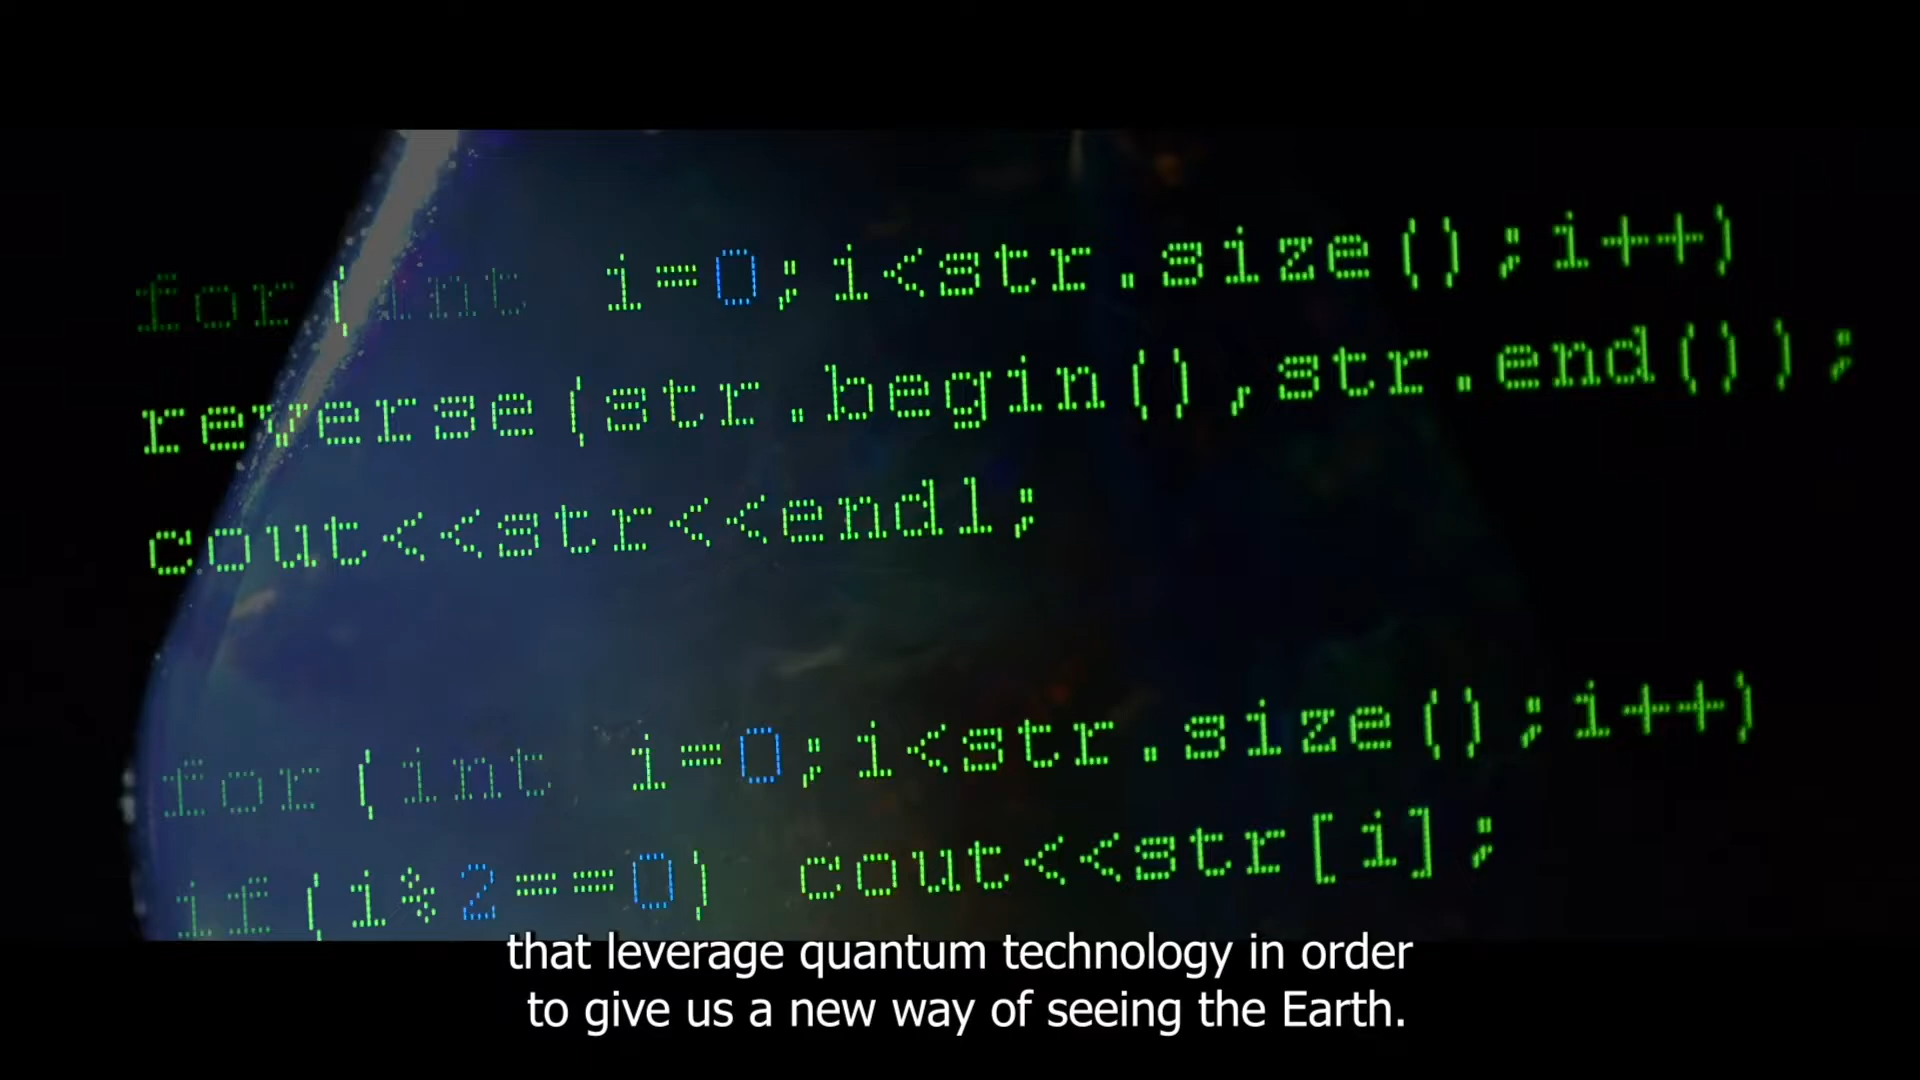 for(int i=0;i<str.size();i++)
reverse(str.begin(),str.end());
cout<<str<<endl;
for(int i=0;i<str.size();i++)
if(i%2==0) cout<<str[i];
that leverage quantum technology in order
to give us a new way of seeing the Earth.